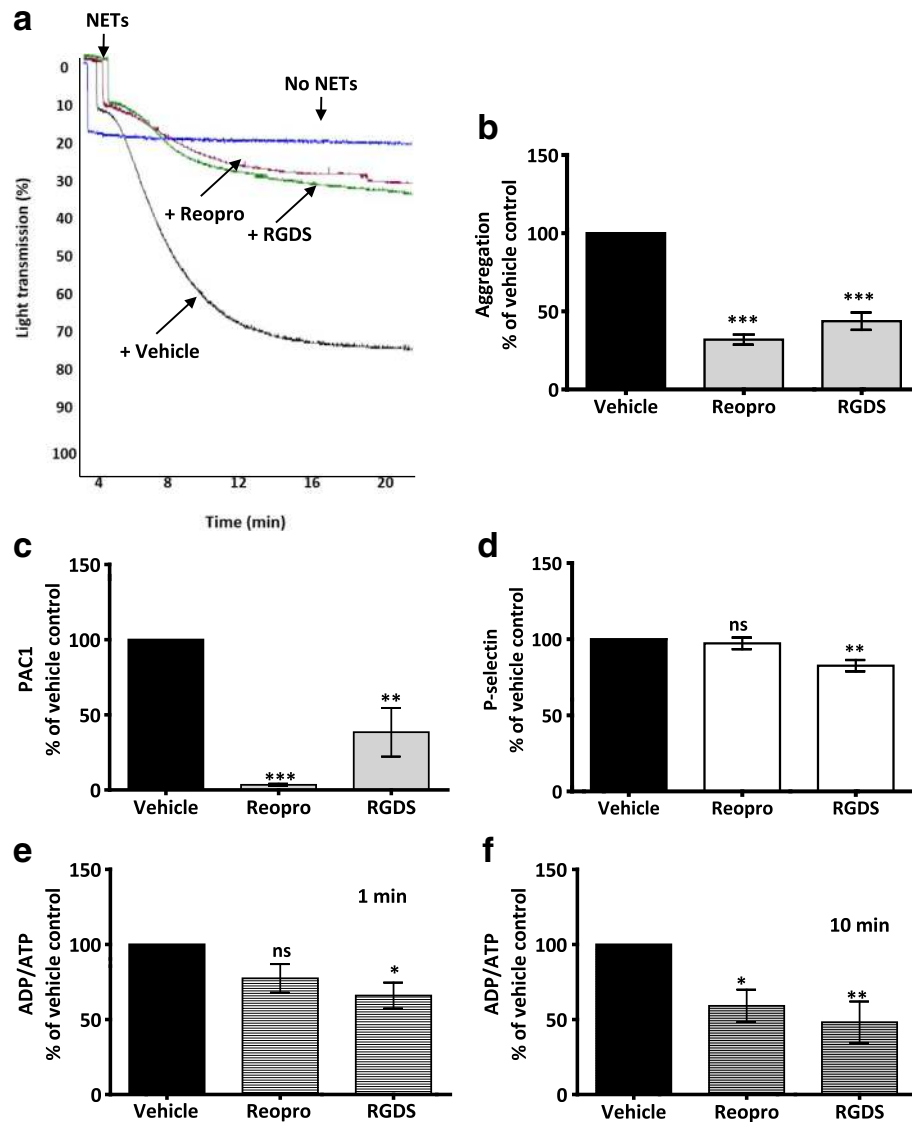 a
NETs
No NETs
0
10
20
30
40
50
60
70
80
90
100
Light transmission (%)
+ Reopro
+ RGDS
+ Vehicle
4 8 12 16 20
Time (min)
b
150
100
50
0
Aggregation
% of vehicle control
***
***
Vehicle Reopro RGDS
c
150
100
50
0
PAC1
% of vehicle control
***
**
Vehicle Reopro RGDS
d
150
100
50
0
P-selectin
% of vehicle control
ns
**
Vehicle Reopro RGDS
e
150
100
50
0
ADP/ATP
% of vehicle control
1 min
ns
*
Vehicle Reopro RGDS
f
150
100
50
0
ADP/ATP
% of vehicle control
10 min
*
**
Vehicle Reopro RGDS